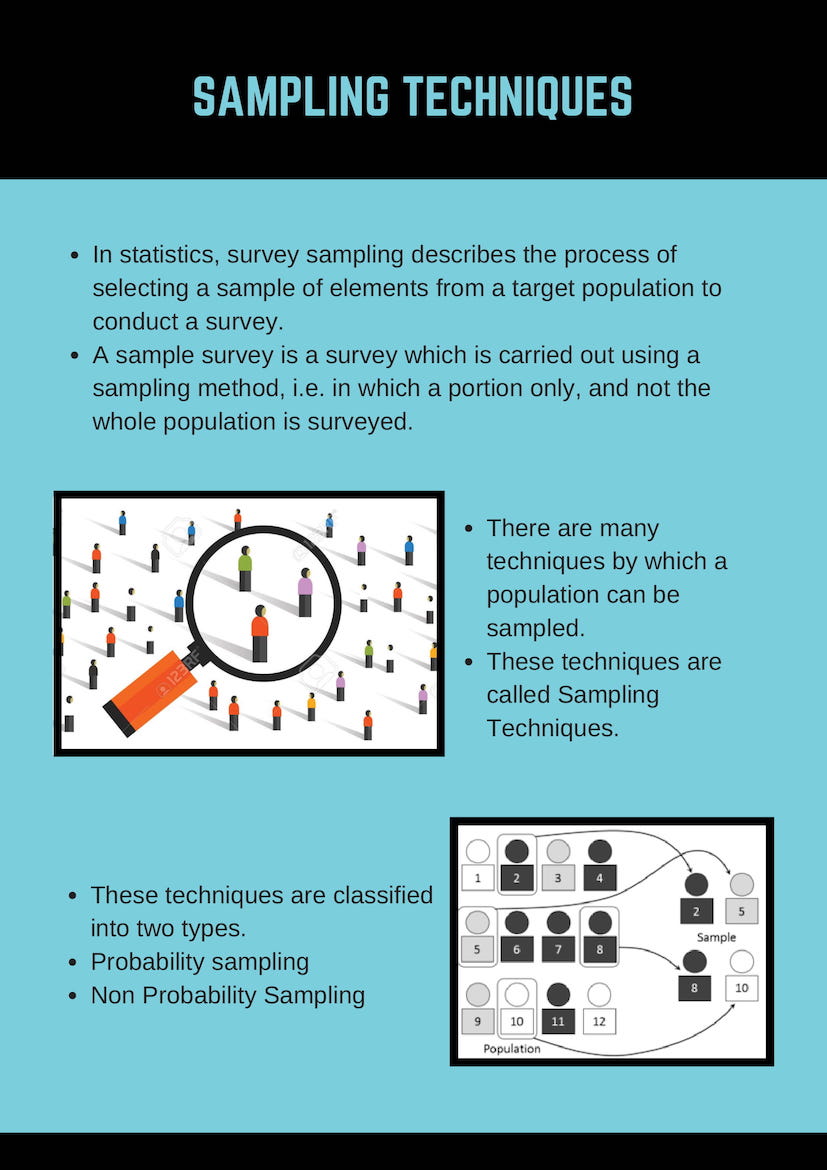 SAMPLING TECHNIQUES
• In statistics, survey sampling describes the process of
selecting a sample of elements from a target population to
conduct a survey.
• A sample survey is a survey which is carried out using a
sampling method, i.e. in which a portion only, and not the
whole population is surveyed.
123RF
• There are many
techniques by which a
population can be
sampled.
• These techniques are
called Sampling
Techniques.
• These techniques are classified
into two types.
• Probability sampling
• Non Probability Sampling
1 2 3 4
5 6 7 8
9 10 11 12
Population
2 5
Sample
8 10